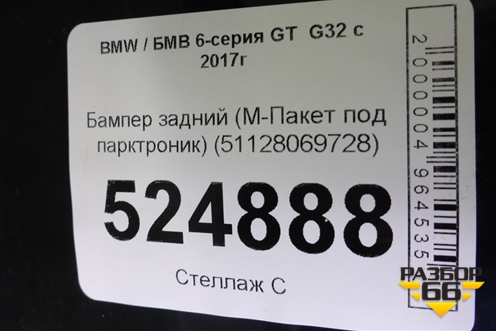 BMW / БМВ 6-серия GT G32 с
2017г
Бампер задний (М-Пакет под
парктроник) (51128069728)
524888
Стеллаж С
2000004964535
РАЗБОР
66